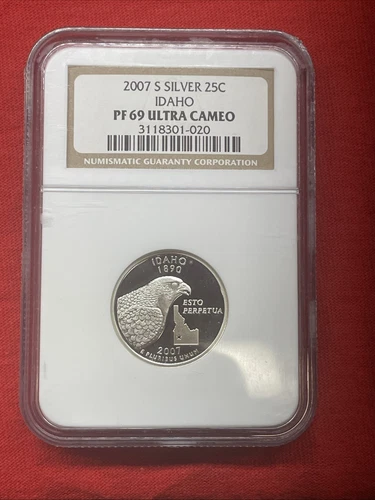 2007 S SILVER 25C
IDAHO
PF 69 ULTRA CAMEO
3118301-020
NUMISMATIC GUARANTY CORPORATION
IDAHO
1890
ESTO
PERPETUA
2007
E PLURIBUS UNUM